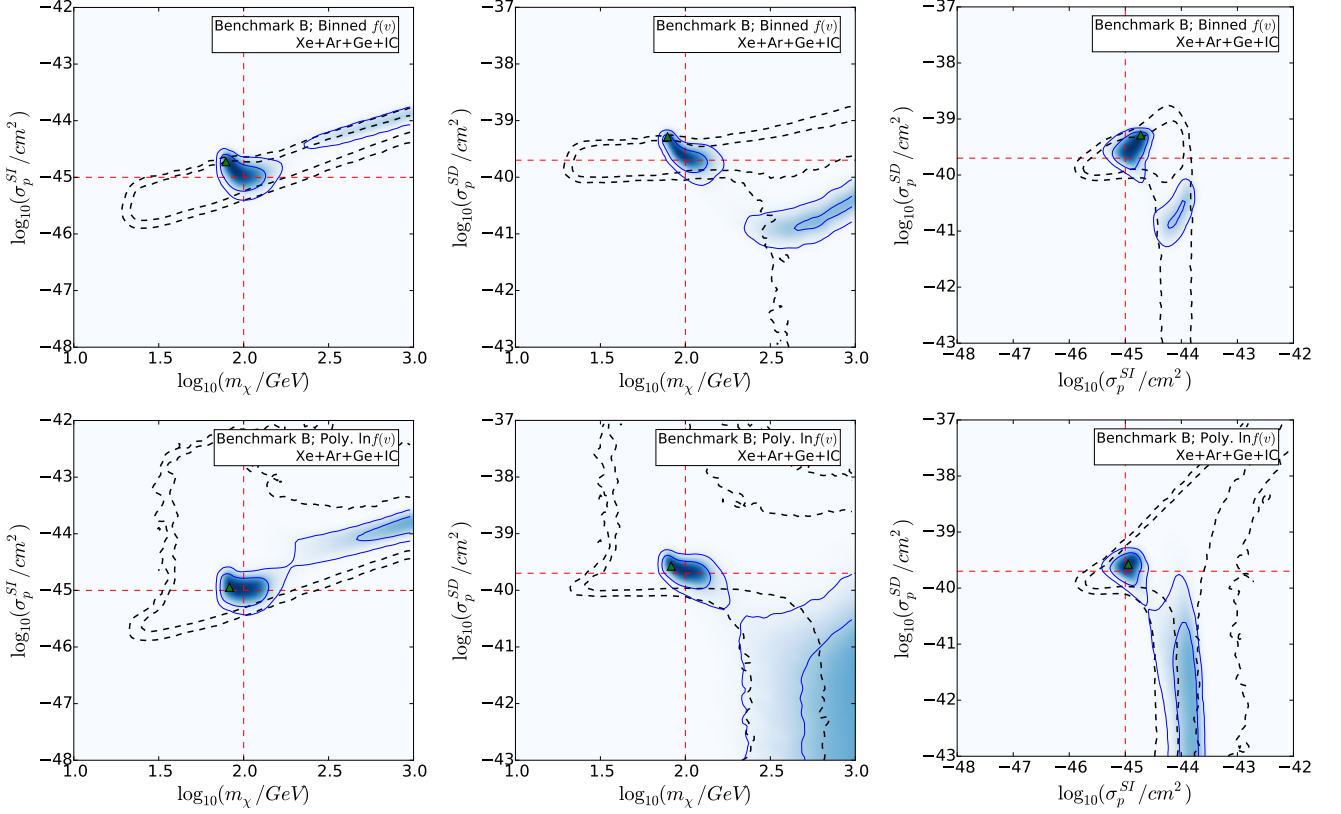 −42
−43
−44
−45
−46
−47
−48
log₁₀(σₚˢᴵ/cm²)
Benchmark B; Binned f(v)
Xe+Ar+Ge+IC
1.0 1.5 2.0 2.5 3.0
log₁₀(mᵪ/GeV)
−37
−38
−39
−40
−41
−42
−43
log₁₀(σₚˢᴰ/cm²)
Benchmark B; Binned f(v)
Xe+Ar+Ge+IC
1.0 1.5 2.0 2.5 3.0
log₁₀(mᵪ/GeV)
−37
−38
−39
−40
−41
−42
−43
log₁₀(σₚˢᴰ/cm²)
Benchmark B; Binned f(v)
Xe+Ar+Ge+IC
−48 −47 −46 −45 −44 −43 −42
log₁₀(σₚˢᴵ/cm²)
−42
−43
−44
−45
−46
−47
−48
log₁₀(σₚˢᴵ/cm²)
Benchmark B; Poly. ln f(v)
Xe+Ar+Ge+IC
1.0 1.5 2.0 2.5 3.0
log₁₀(mᵪ/GeV)
−37
−38
−39
−40
−41
−42
−43
log₁₀(σₚˢᴰ/cm²)
Benchmark B; Poly. ln f(v)
Xe+Ar+Ge+IC
1.0 1.5 2.0 2.5 3.0
log₁₀(mᵪ/GeV)
−37
−38
−39
−40
−41
−42
−43
log₁₀(σₚˢᴰ/cm²)
Benchmark B; Poly. ln f(v)
Xe+Ar+Ge+IC
−48 −47 −46 −45 −44 −43 −42
log₁₀(σₚˢᴵ/cm²)